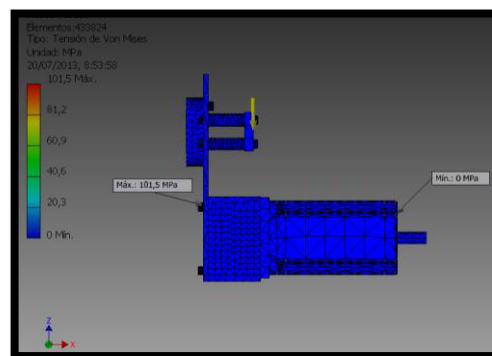 Elementos:433824
Tipo: Tensión de Von Mises
Unidad: MPa
20/07/2013, 8:53:58
101,5 Máx.
81,2
60,9
40,6
20,3
0 Mín.
Máx.: 101,5 MPa
Mín.: 0 MPa
Z
X